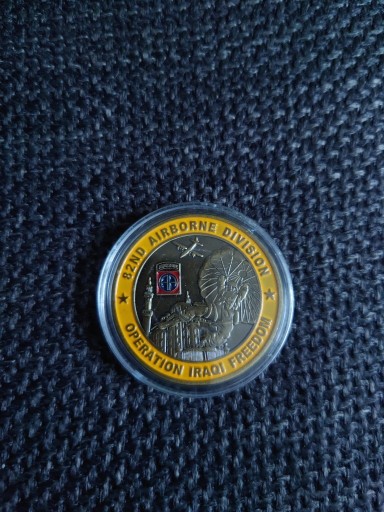 82ND AIRBORNE DIVISION
OPERATION IRAQI FREEDOM